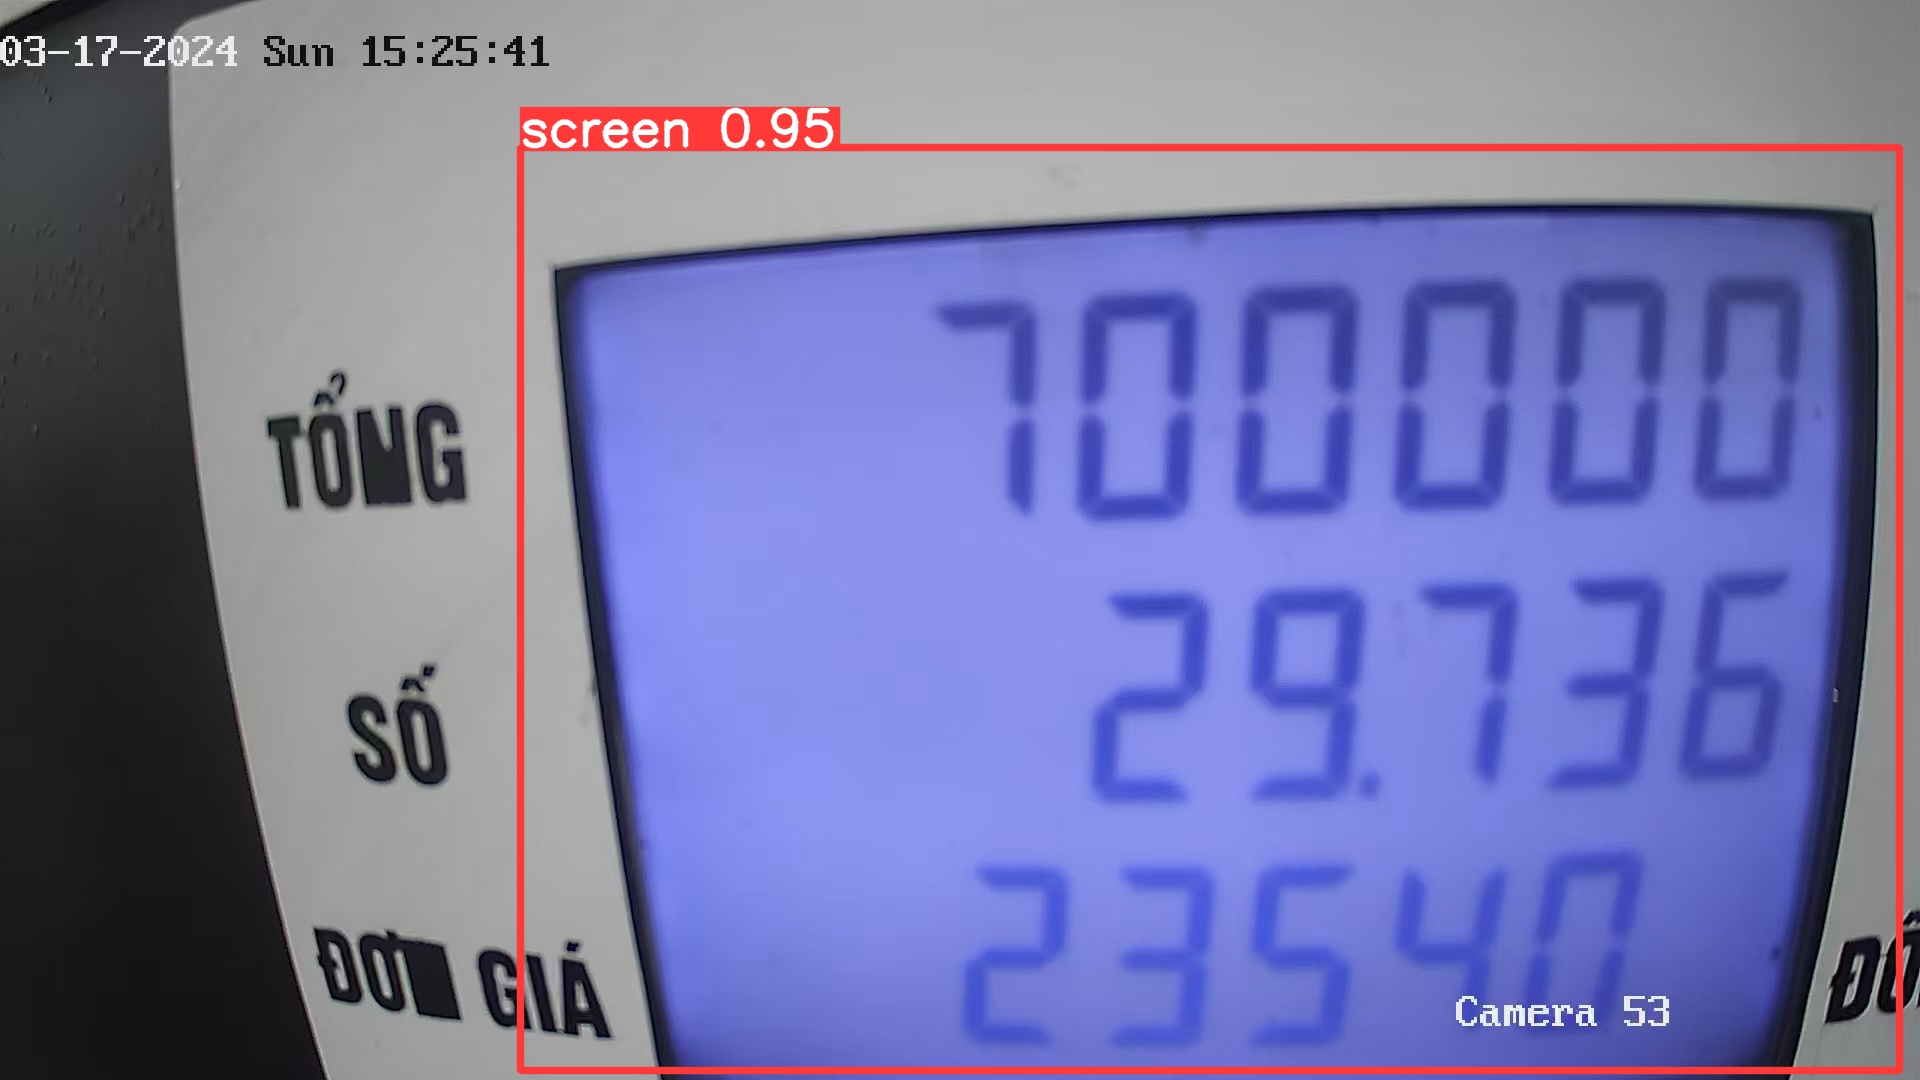 03-17-2024 Sun 15:25:41
screen 0.95
TỔNG
700000
SỐ
29.736
ĐƠN GIÁ
23540
Camera 53